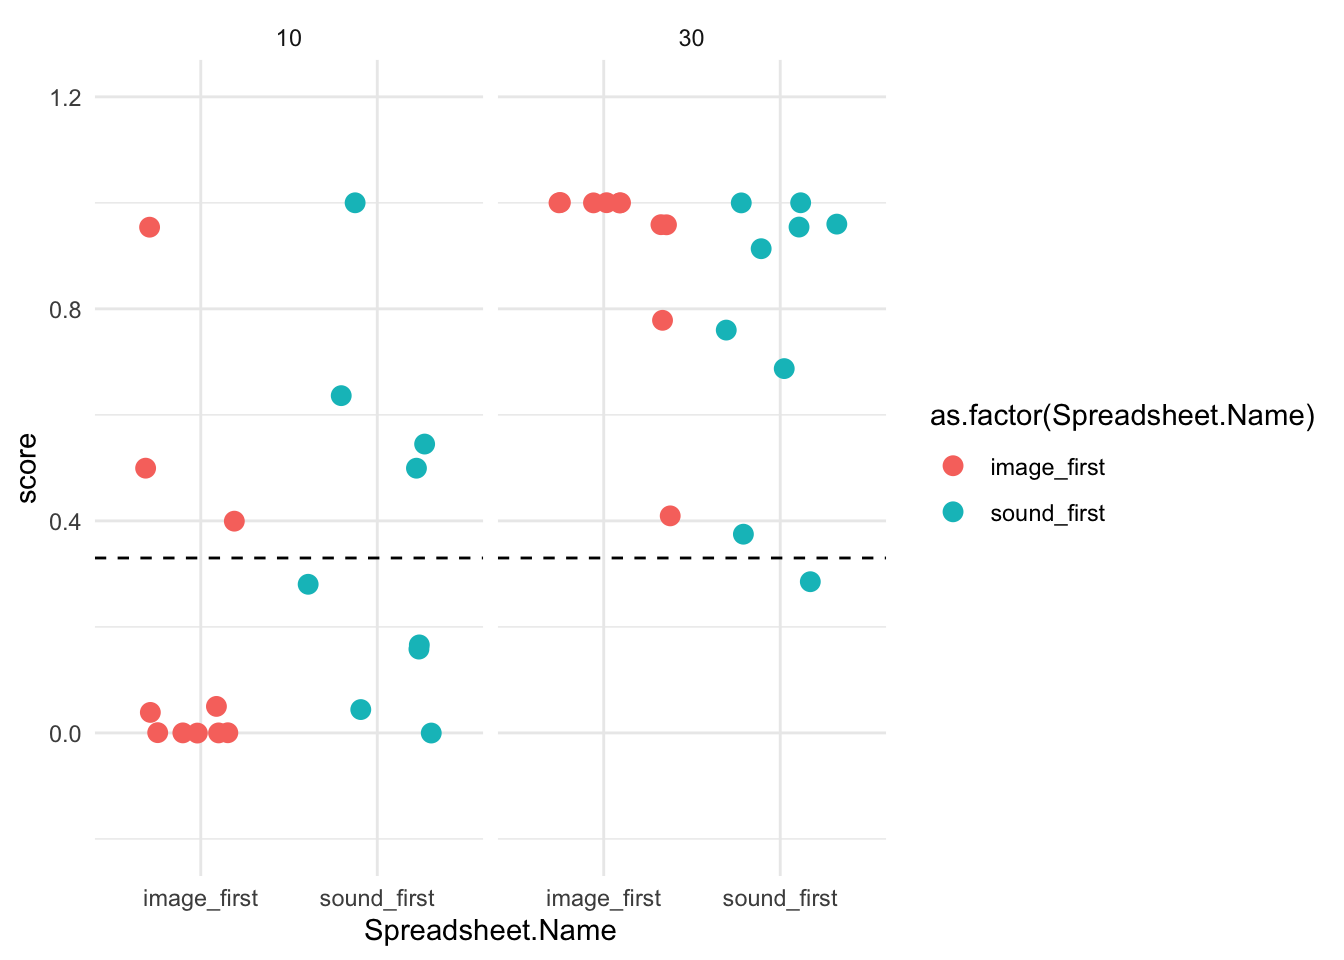 10
30
1.2
0.8
0.4
0.0
score
image_first
sound_first
image_first
sound_first
Spreadsheet.Name
as.factor(Spreadsheet.Name)
image_first
sound_first